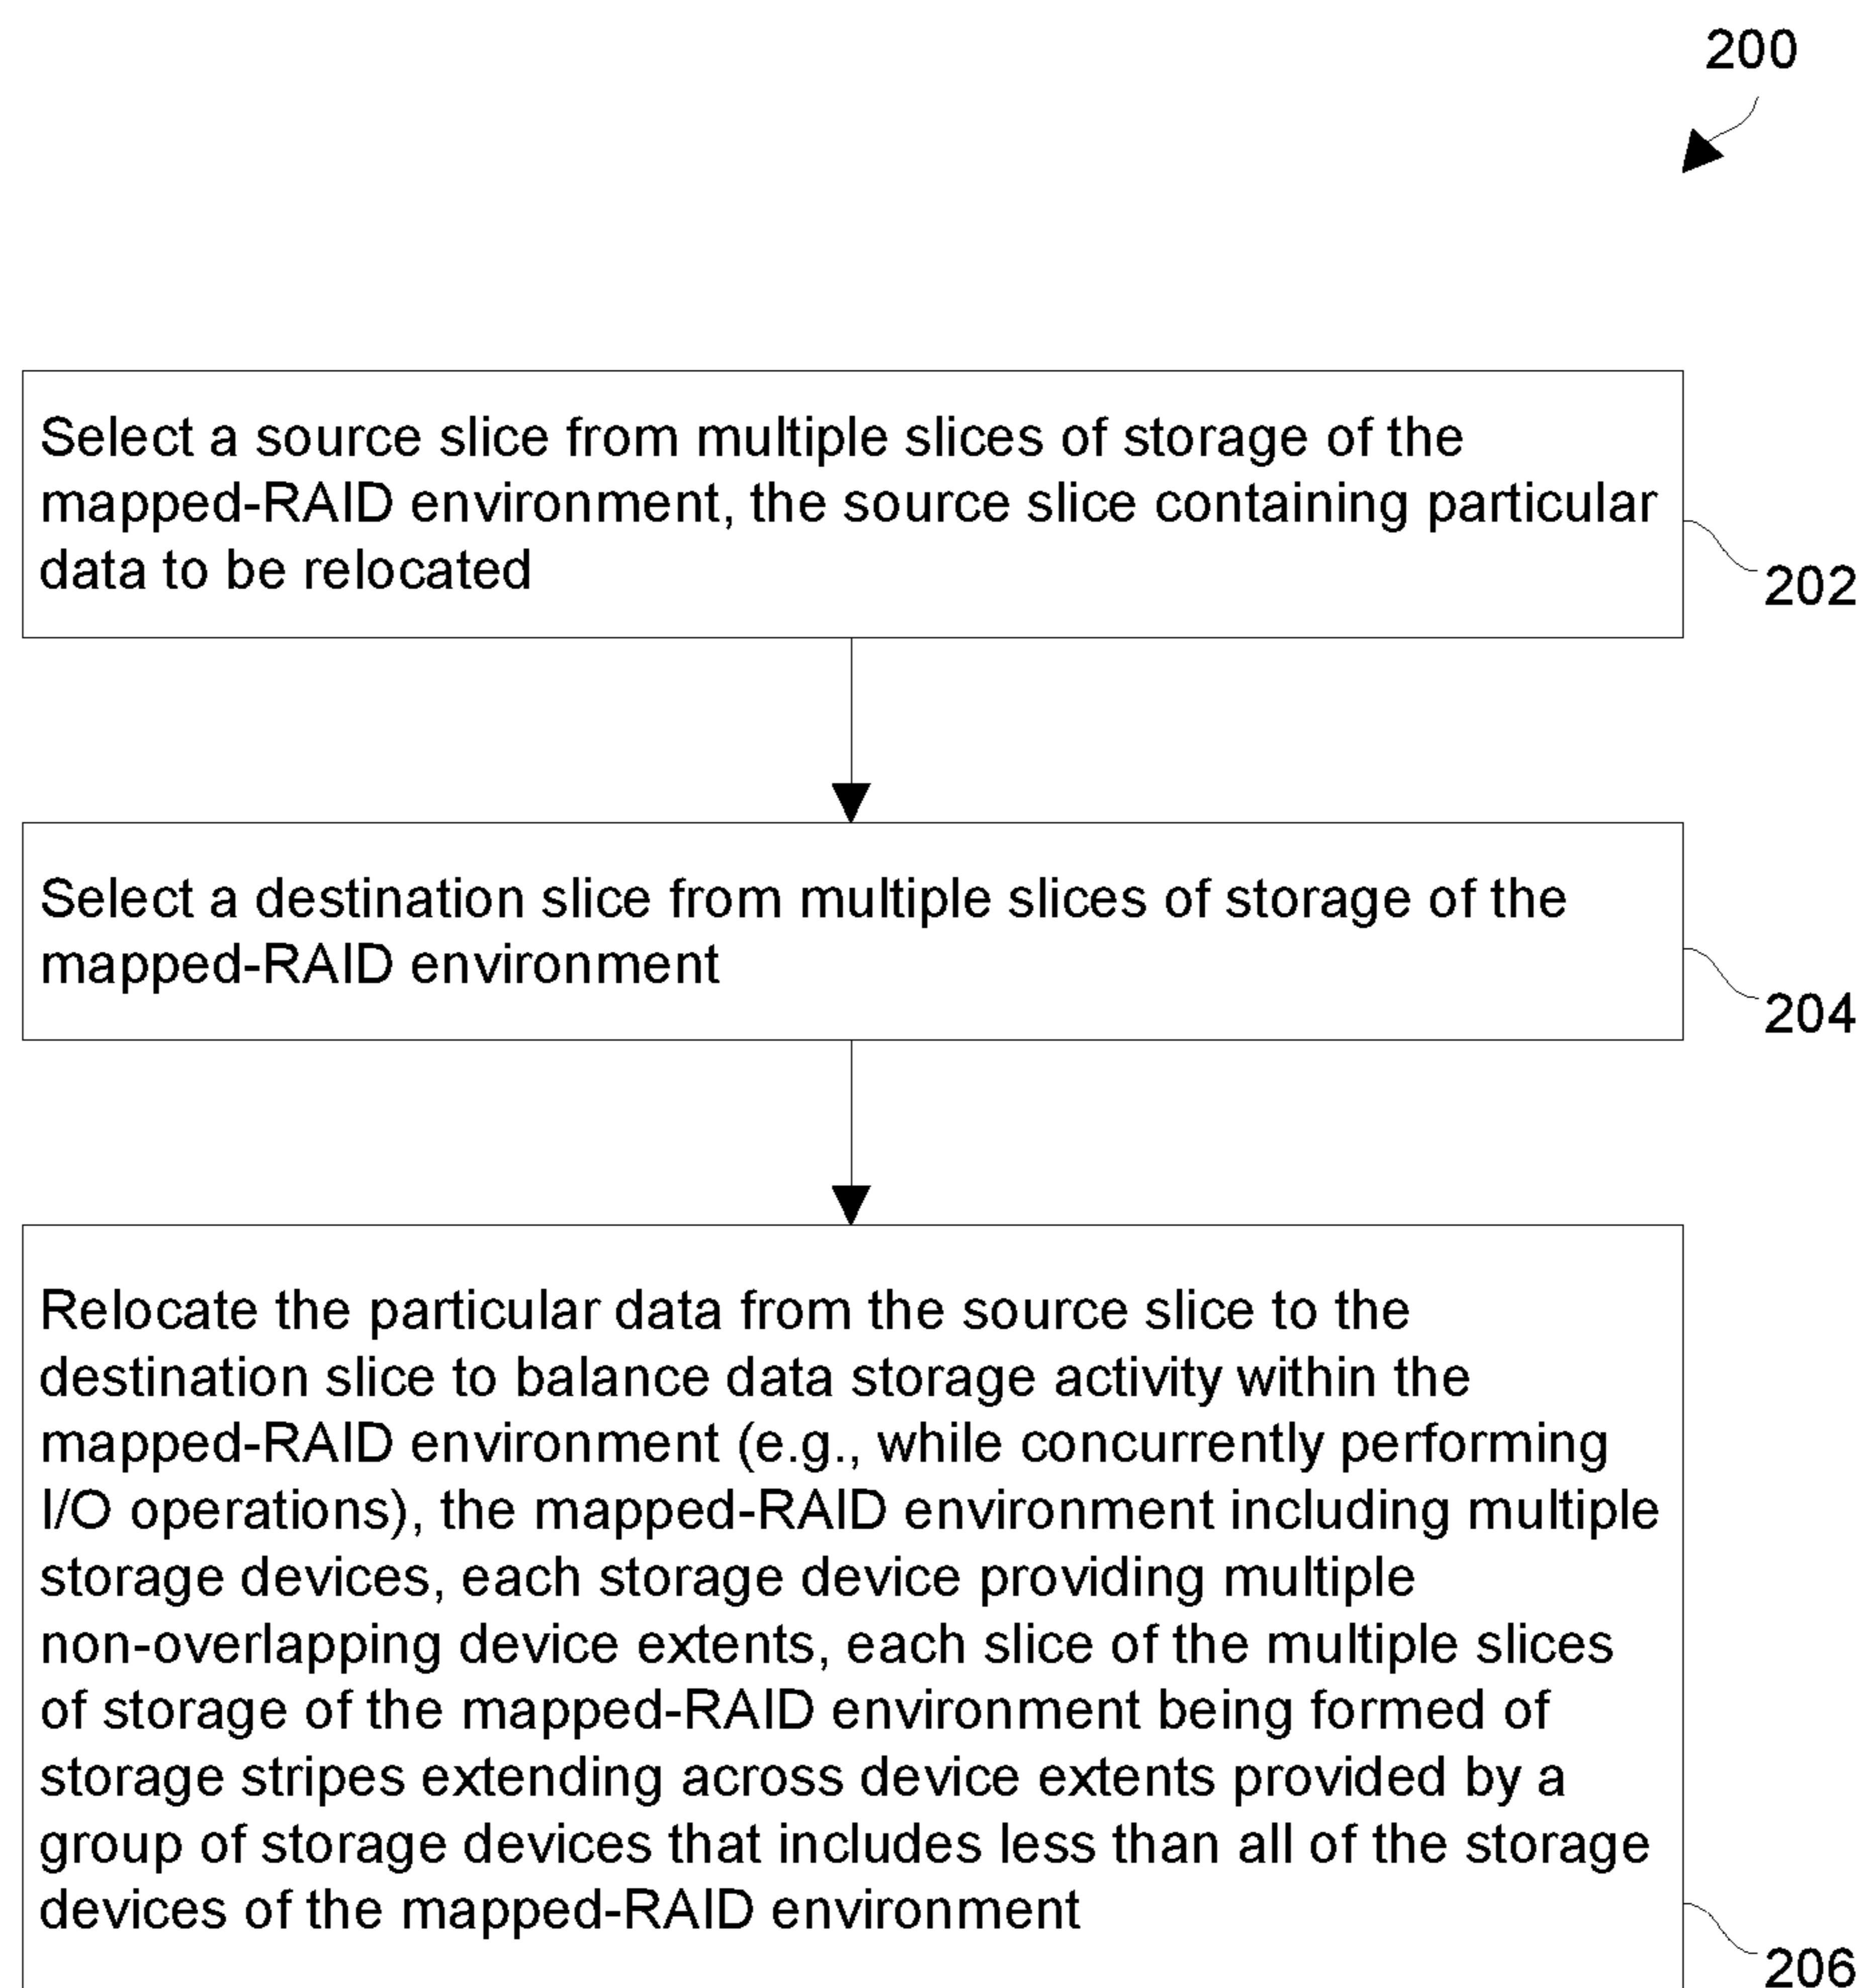 200
Select a source slice from multiple slices of storage of the
mapped-RAID environment, the source slice containing particular
data to be relocated
202
Select a destination slice from multiple slices of storage of the
mapped-RAID environment
204
Relocate the particular data from the source slice to the
destination slice to balance data storage activity within the
mapped-RAID environment (e.g., while concurrently performing
I/O operations), the mapped-RAID environment including multiple
storage devices, each storage device providing multiple
non-overlapping device extents, each slice of the multiple slices
of storage of the mapped-RAID environment being formed of
storage stripes extending across device extents provided by a
group of storage devices that includes less than all of the storage
devices of the mapped-RAID environment
206